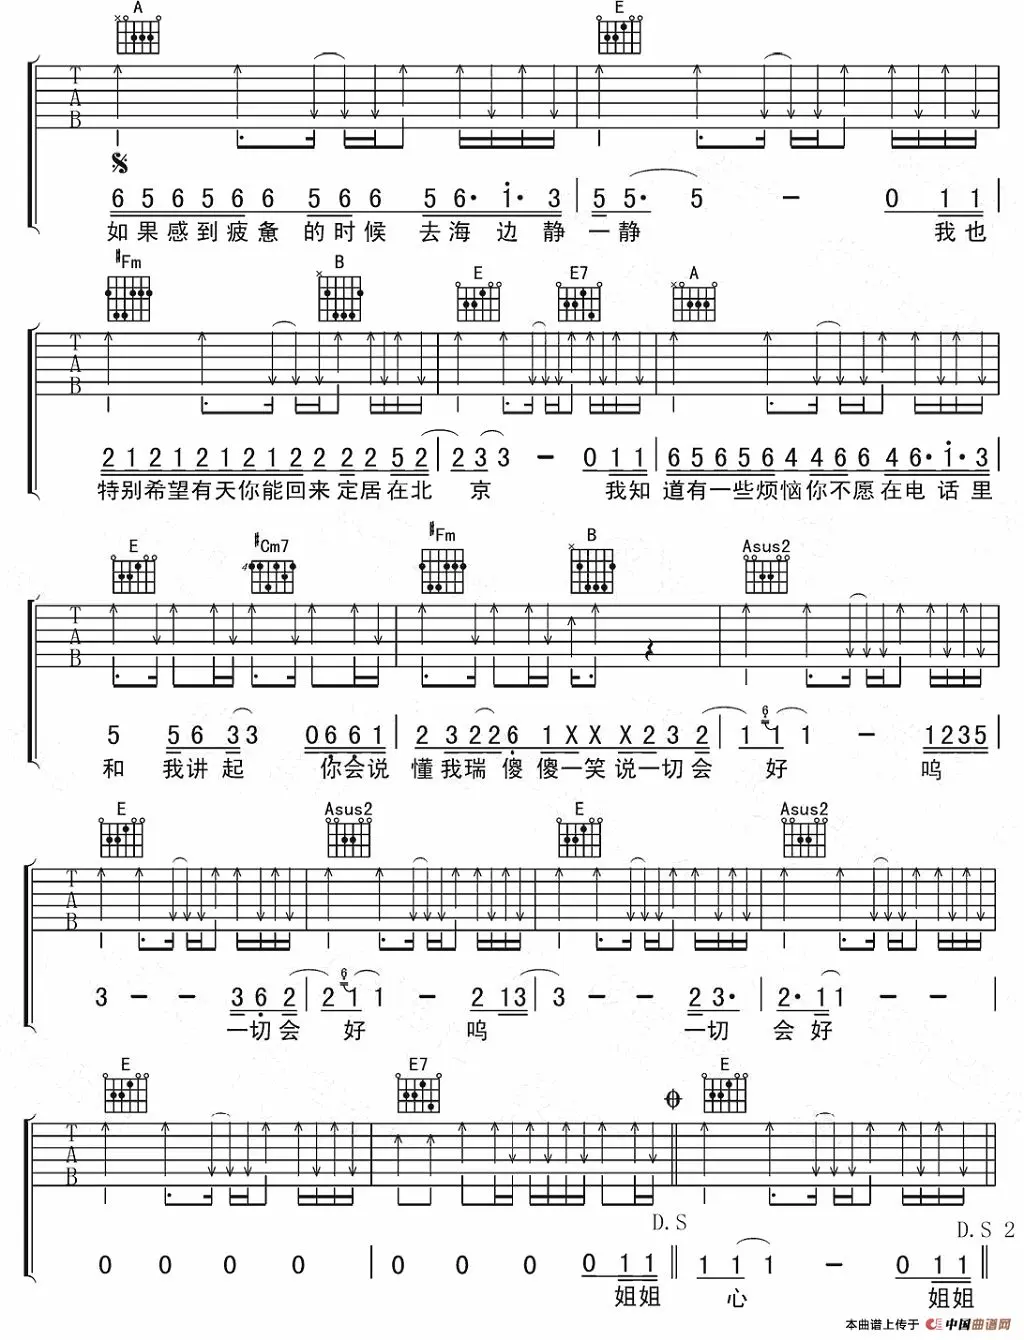 A E
T A B
6 5 6 5 6 6 5 6 6 5 6· 1· 3 | 5 5· 5 － 0 1 1
如果感到疲惫的时候 去海边静一静 我也
#Fm B E E7 A
T A B
2 1 2 1 2 1 2 1 2 2 2 2 5 2 | 2 3 3 － 0 1 1 | 6 5 6 5 6 4 4 6 6 4 6· 1· 3
特别希望有天你能回来定居在北 京 我知 道有一些烦恼你不愿在电话里
E #Cm7 4 #Fm B Asus2
T A B
5 5 6 3 3 0 6 6 1 | 2 3 2 2 6 1 X X X 2 3 2 | 1 6 1 1 － 1 2 3 5
和 我讲起 你会说 懂我瑞 傻傻一笑说一切会 好 呜
E Asus2 E Asus2
T A B
3 － － 3 6 2 | 2 6 1 1 － 2 1 3 | 3 － － 2 3· | 2· 1 1 － －
一切会 好 呜 一切 会好
E E7 E
T A B
D.S D.S 2
0 0 0 0 | 0 0 0 0 1 1 ‖ 1 1 1 － 0 1 1 ‖
姐姐 心 姐姐
本曲谱上传于 中国曲谱网